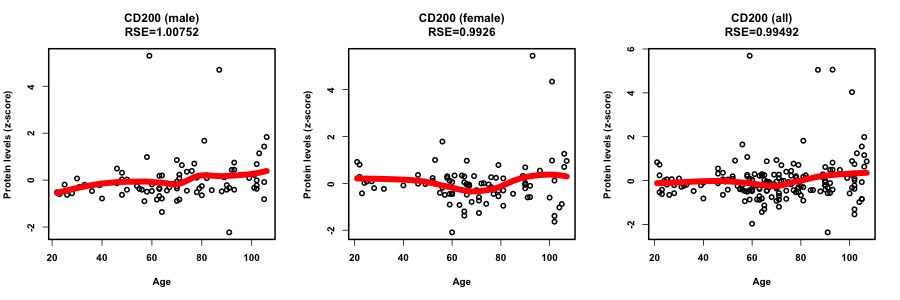 CD200 (male)
RSE=1.00752
Protein levels (z-score)
4
2
0
-2
20 40 60 80 100
Age
CD200 (female)
RSE=0.9926
Protein levels (z-score)
4
2
0
-2
20 40 60 80 100
Age
CD200 (all)
RSE=0.99492
Protein levels (z-score)
6
4
2
0
-2
20 40 60 80 100
Age